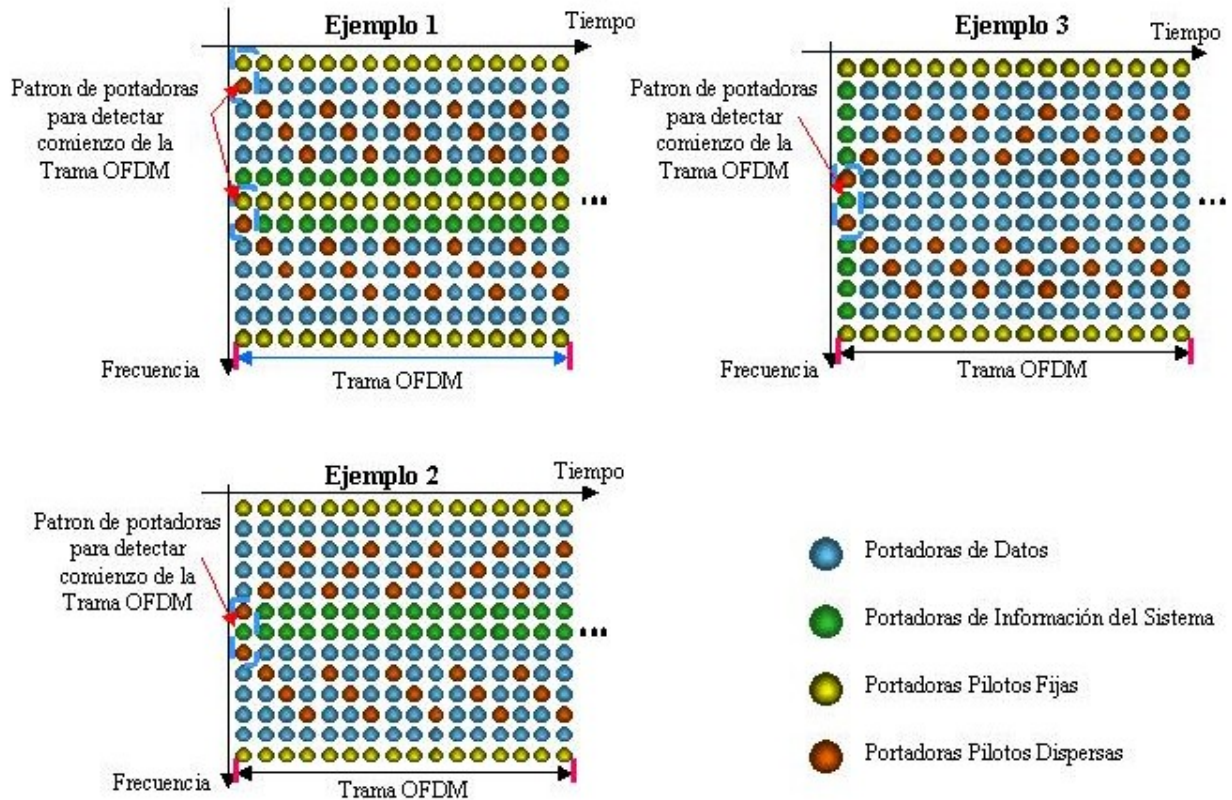 Ejemplo 1
Tiempo
Patron de portadoras
para detectar
comienzo de la
Trama OFDM
...
Frecuencia
Trama OFDM
Ejemplo 3
Tiempo
Patron de portadoras
para detectar
comienzo de la
Trama OFDM
...
Frecuencia
Trama OFDM
Ejemplo 2
Tiempo
Patron de portadoras
para detectar
comienzo de la
Trama OFDM
...
Frecuencia
Trama OFDM
Portadoras de Datos
Portadoras de Información del Sistema
Portadoras Pilotos Fijas
Portadoras Pilotos Dispersas